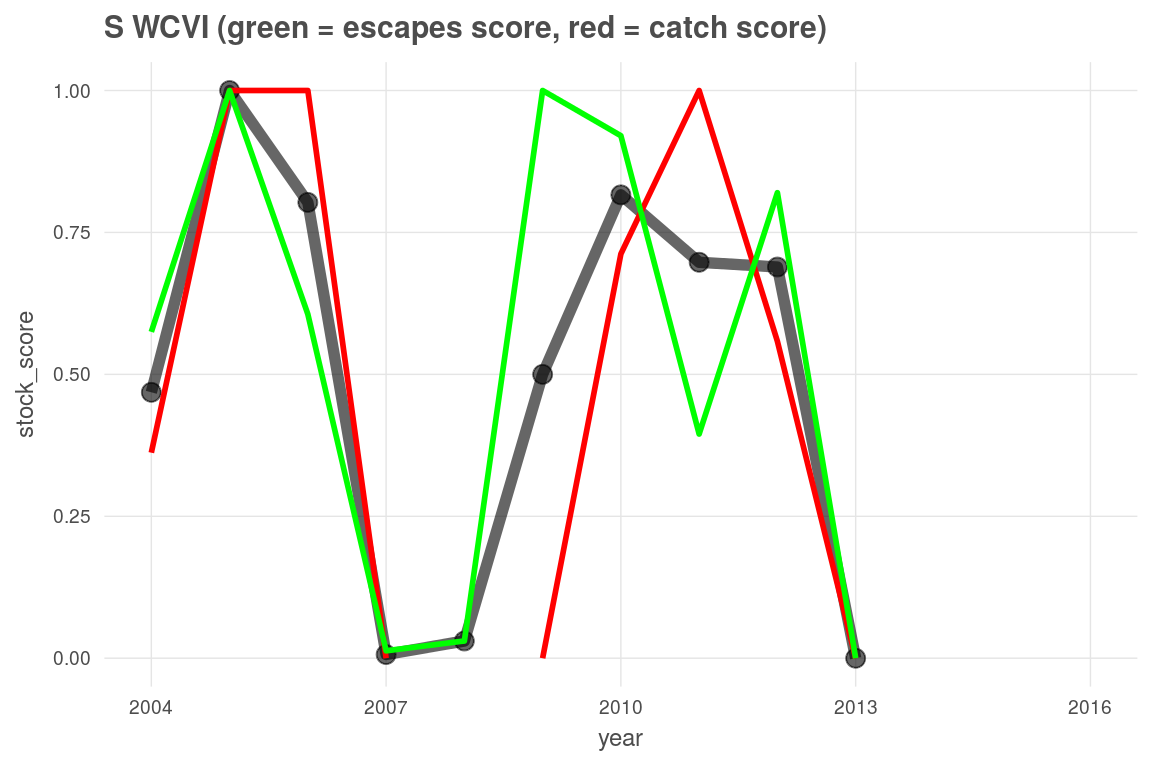 S WCVI (green = escapes score, red = catch score)
1.00
0.75
0.50
0.25
0.00
stock_score
2004 2007 2010 2013 2016
year